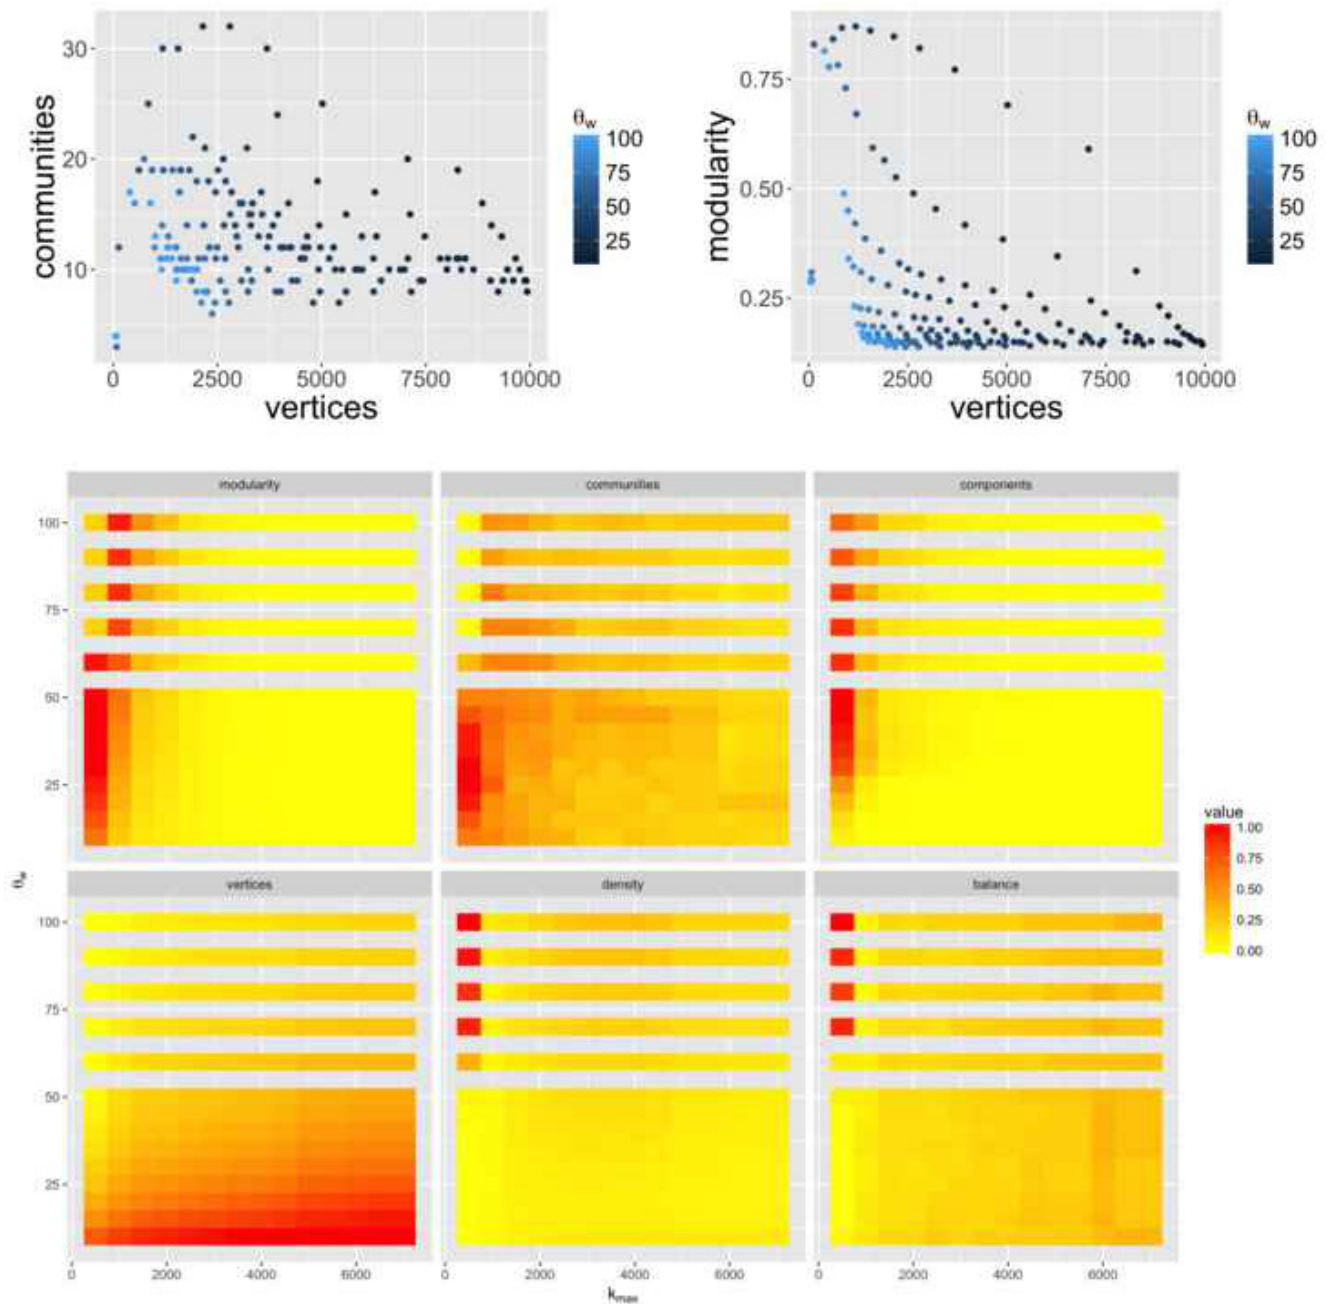 communities
30
20
10
0 2500 5000 7500 10000
vertices
θw
100
75
50
25
modularity
0.75
0.50
0.25
0 2500 5000 7500 10000
vertices
θw
100
75
50
25
modularity communities components
100
75
50
25
θw
vertices density balance
100
75
50
25
0 2000 4000 6000 0 2000 4000 6000 0 2000 4000 6000
kmax
value
1.00
0.75
0.50
0.25
0.00